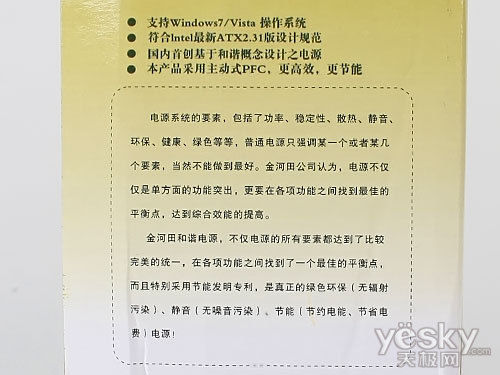 ● 支持Windows7/Vista 操作系统
● 符合lntel最新ATX2.31版设计规范
● 国内首创基于和谐概念设计之电源
● 本产品采用主动式PFC，更高效，更节能
电源系统的要素，包括了功率、稳定性、散热、静音、
环保、健康、绿色等等，普通电源只强调某一个或者某几
个要素，当然不能做到最好。金河田公司认为，电源不仅
仅是单方面的功能突出，更要在各项功能之间找到最佳的
平衡点，达到综合效能的提高。
金河田和谐电源，不仅电源的所有要素都达到了比较
完美的统一，在各项功能之间找到了一个最佳的平衡点，
而且特别采用节能发明专利，是真正的绿色环保（无辐射
污染）、静音（无噪音污染）、节能（节约电能、节省电
费）电源！
yesky
天极网